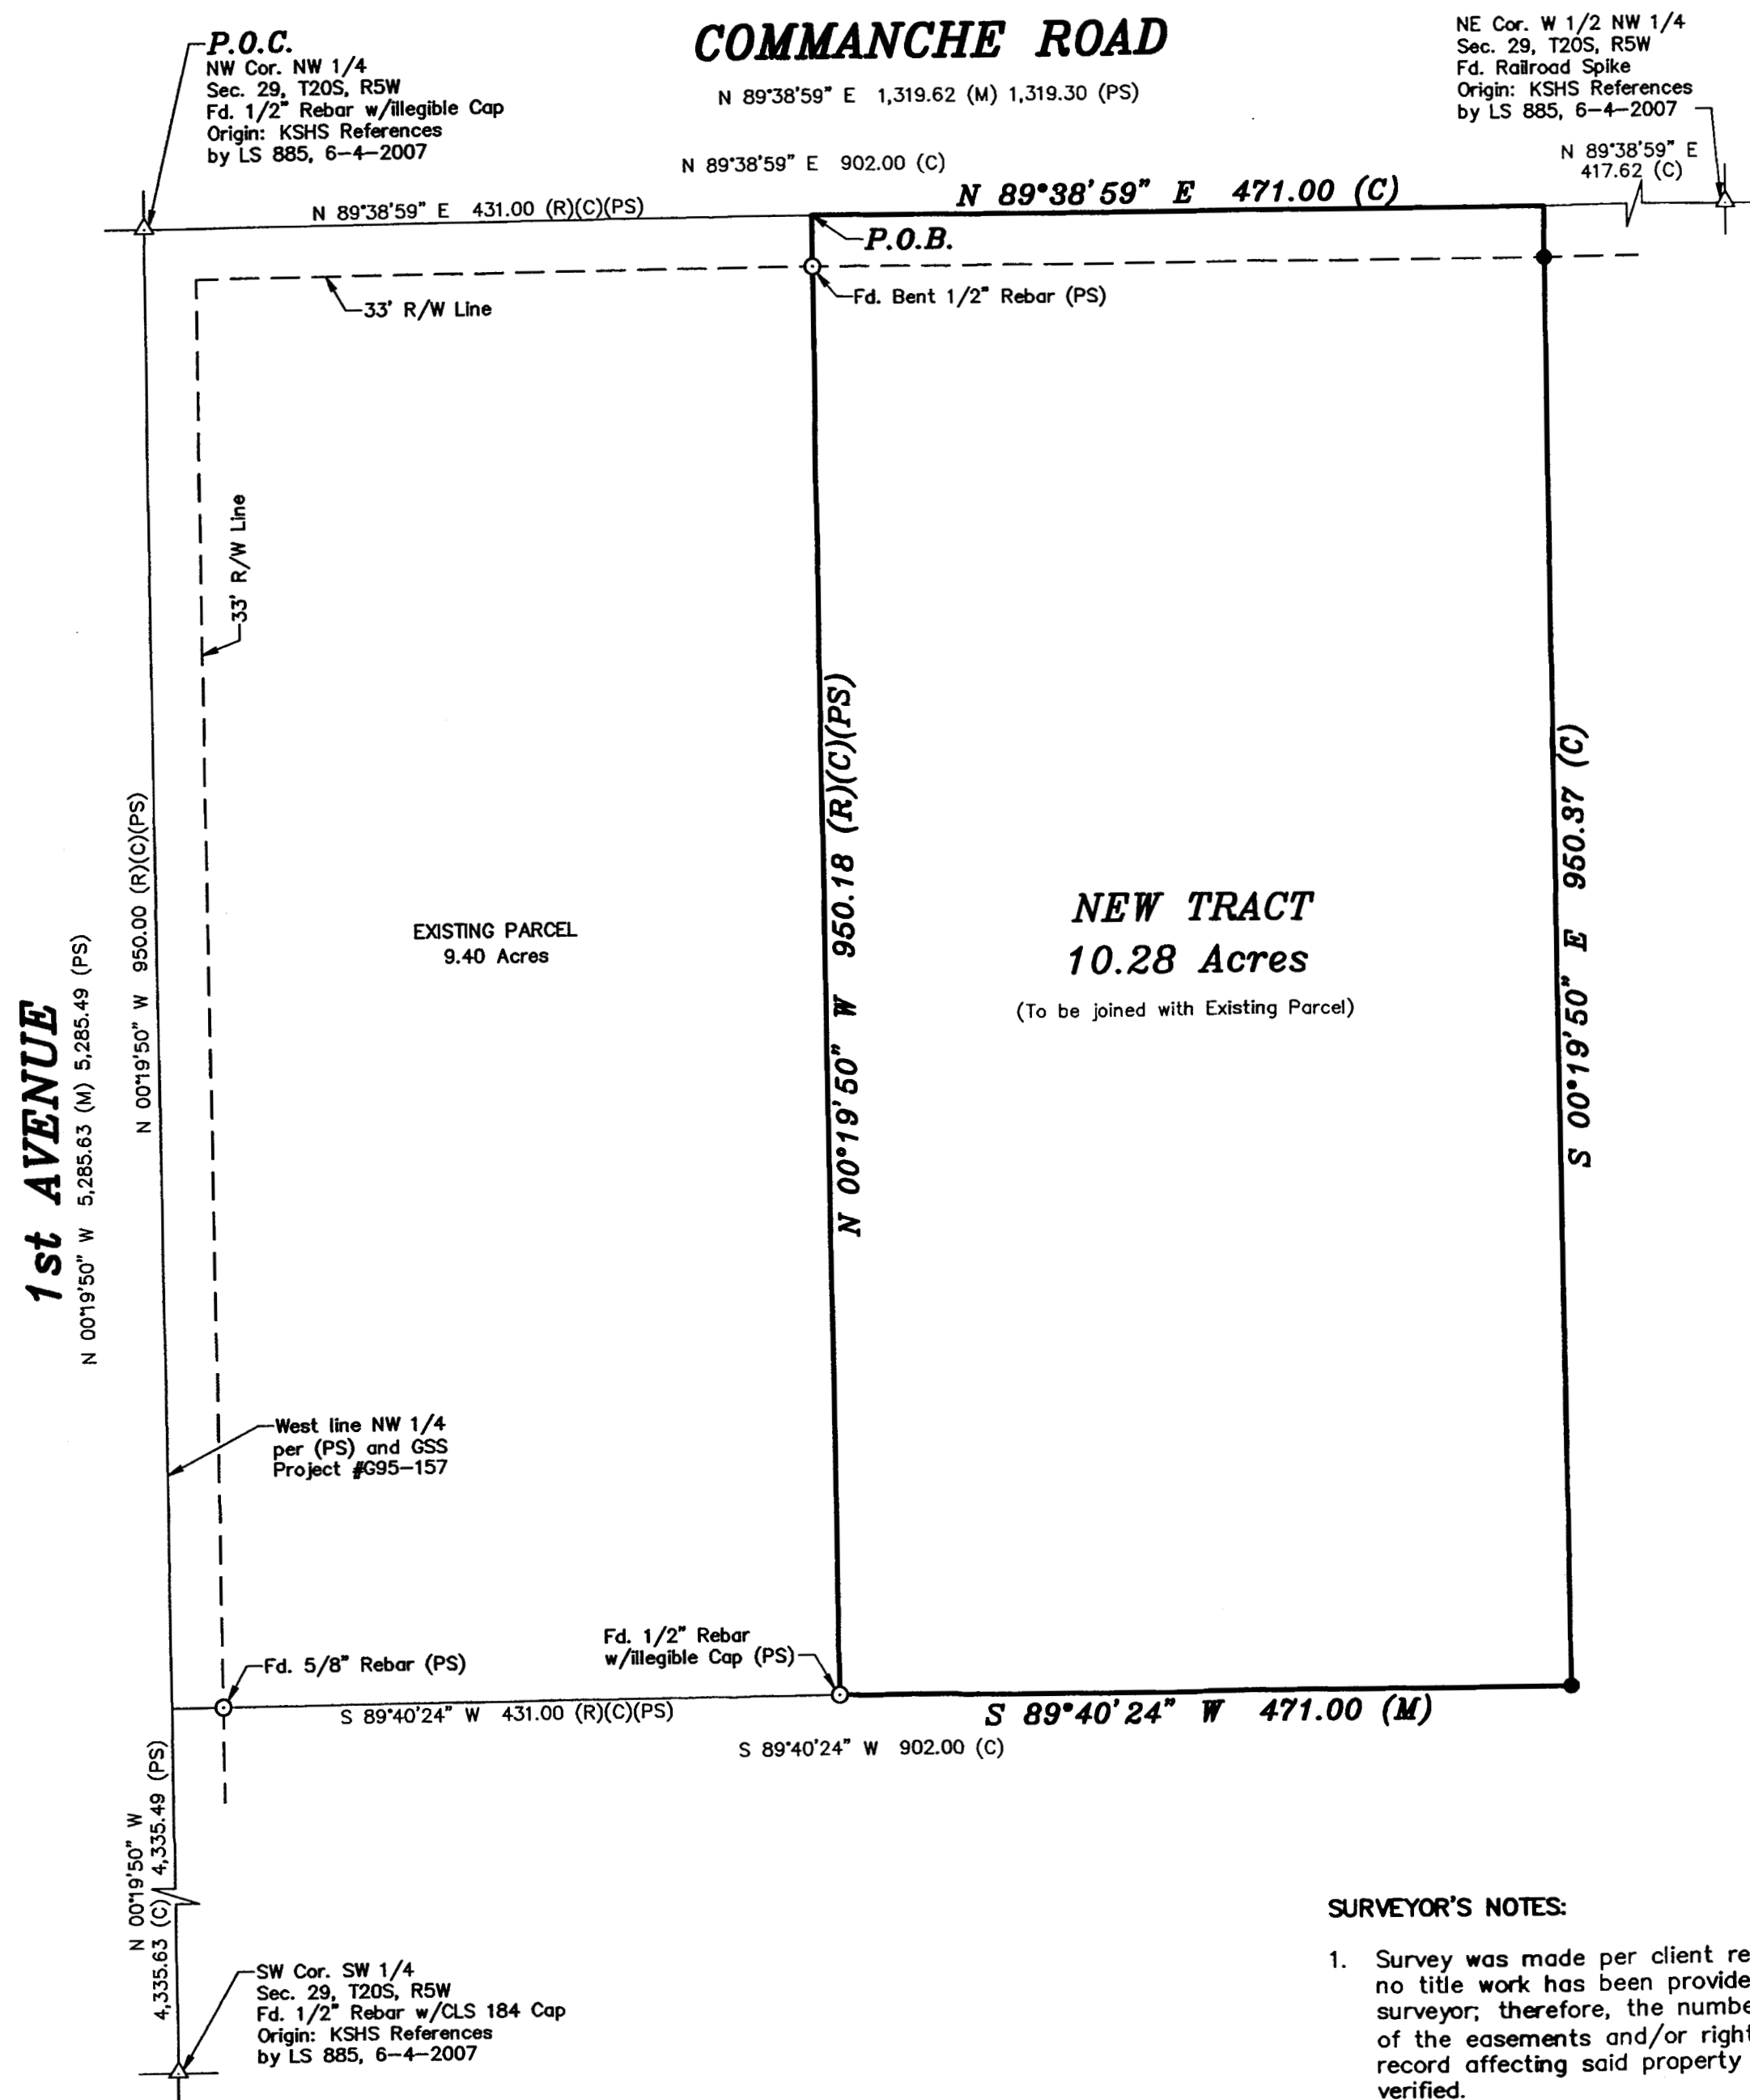 COMMANCHE ROAD
N 89°38'59" E 1,319.62 (M) 1,319.30 (PS)
N 89°38'59" E 902.00 (C)
P.O.C.
NW Cor. NW 1/4
Sec. 29, T20S, R5W
Fd. 1/2" Rebar w/illegible Cap
Origin: KSHS References
by LS 885, 6-4-2007
NE Cor. W 1/2 NW 1/4
Sec. 29, T20S, R5W
Fd. Railroad Spike
Origin: KSHS References
by LS 885, 6-4-2007
N 89°38'59" E
417.62 (C)
N 89°38'59" E 431.00 (R)(C)(PS)
N 89°38'59" E 471.00 (C)
P.O.B.
Fd. Bent 1/2" Rebar (PS)
33' R/W Line
33' R/W Line
1st AVENUE
N 00°19'50" W 5,285.63 (M) 5,285.49 (PS)
N 00°19'50" W 950.00 (R)(C)(PS)
EXISTING PARCEL
9.40 Acres
N 00°19'50" W 950.18 (R)(C)(PS)
NEW TRACT
10.28 Acres
(To be joined with Existing Parcel)
S 00°19'50" E 950.37 (C)
West line NW 1/4
per (PS) and GSS
Project #G95-157
Fd. 5/8" Rebar (PS)
Fd. 1/2" Rebar
w/illegible Cap (PS)
S 89°40'24" W 431.00 (R)(C)(PS)
S 89°40'24" W 471.00 (M)
S 89°40'24" W 902.00 (C)
N 00°19'50" W
4,335.63 (C) 4,335.49 (PS)
SW Cor. SW 1/4
Sec. 29, T20S, R5W
Fd. 1/2" Rebar w/CLS 184 Cap
Origin: KSHS References
by LS 885, 6-4-2007
SURVEYOR'S NOTES:
1. Survey was made per client re
no title work has been provide
surveyor; therefore, the numbe
of the easements and/or right
record affecting said property
verified.